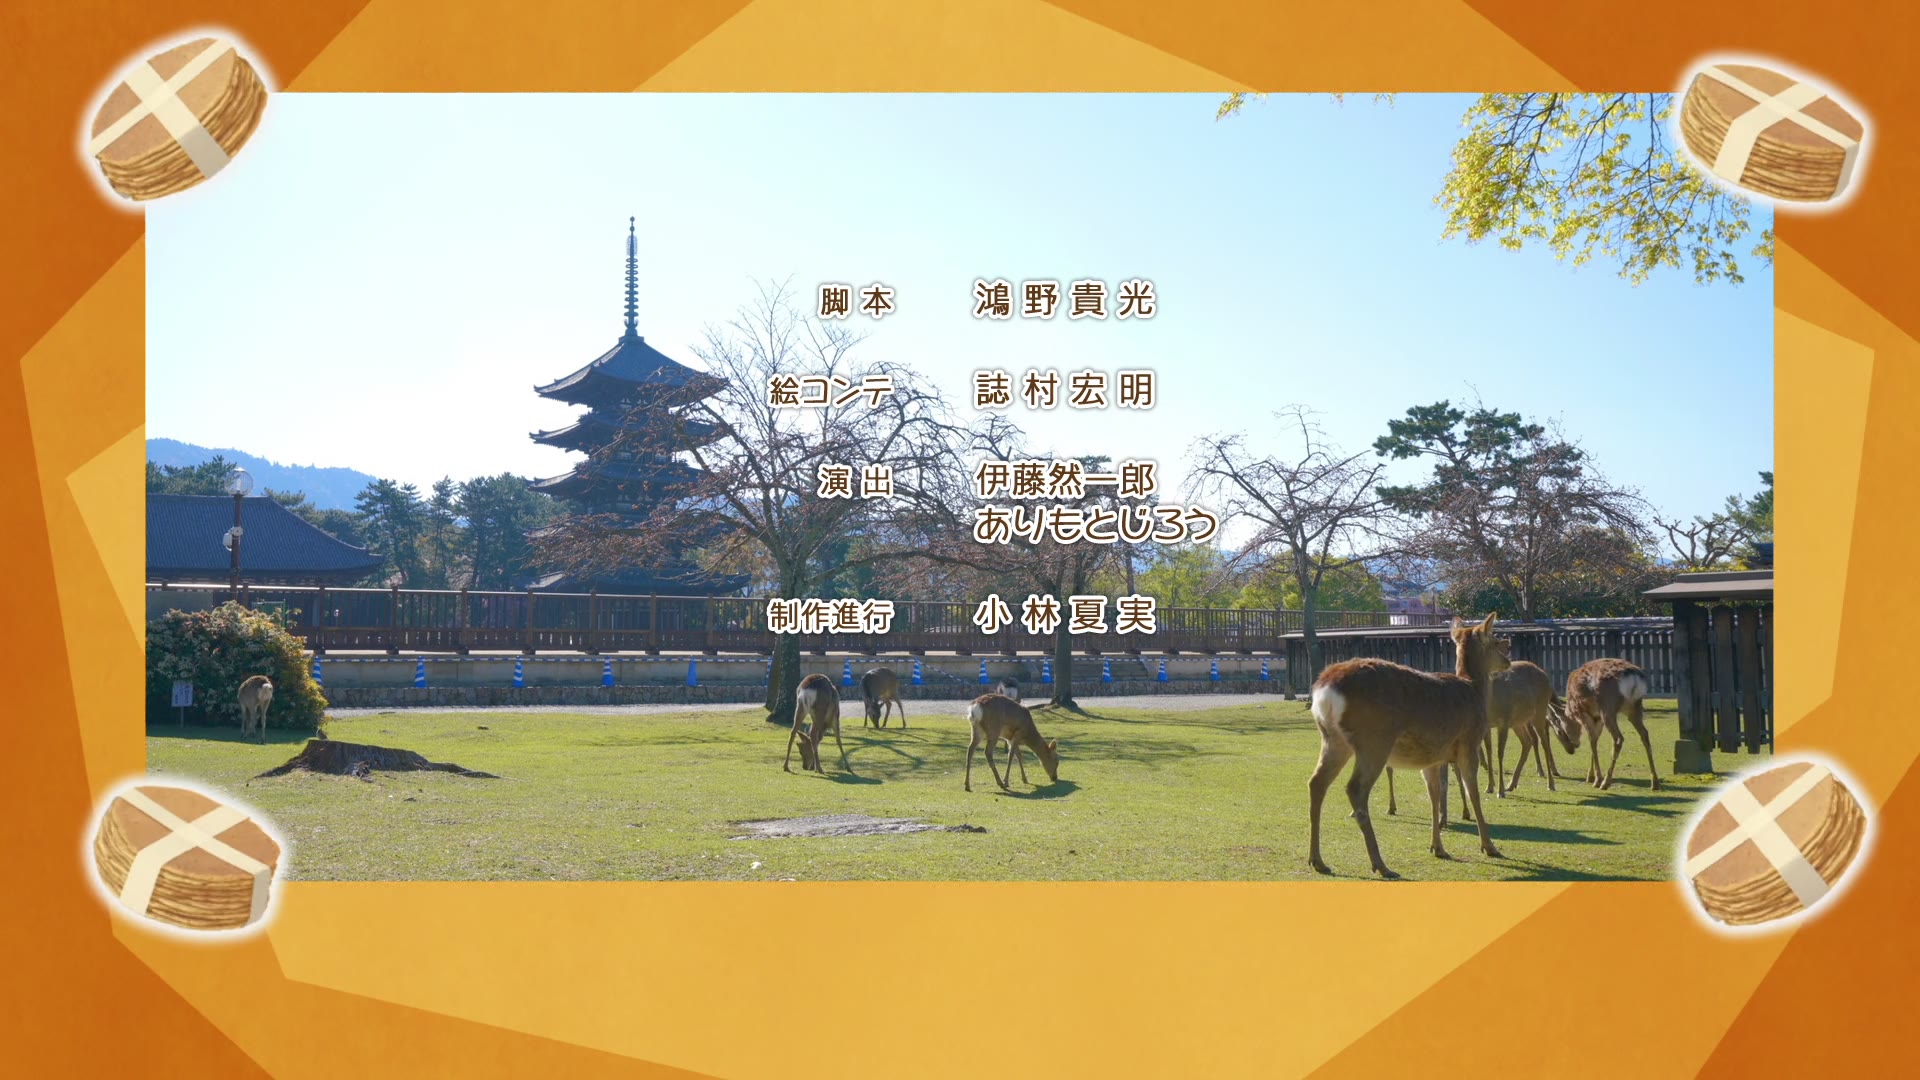 脚本 鴻野貴光
絵コンテ 誌村宏明
演出 伊藤然一郎
ありもとじろう
制作進行 小林夏実